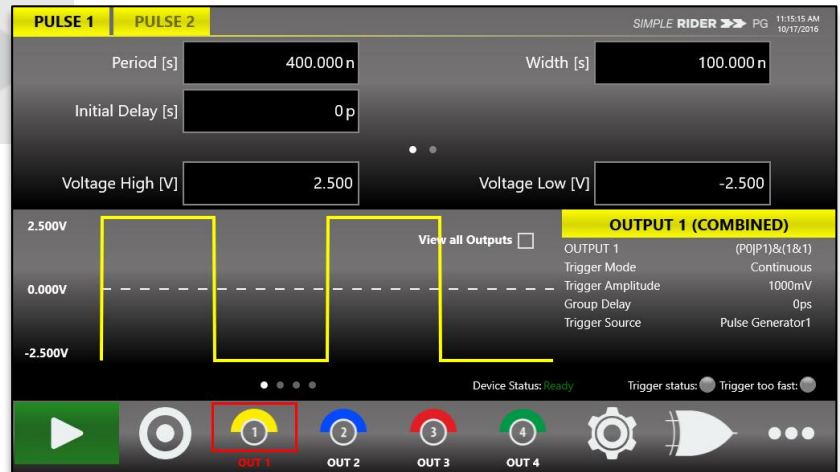 PULSE 1 PULSE 2 SIMPLE RIDER PG 11:15:15 AM
10/17/2016
Period [s] 400.000 n Width [s] 100.000 n
Initial Delay [s] 0 p
Voltage High [V] 2.500 Voltage Low [V] -2.500
2.500V
0.000V
-2.500V
View all Outputs
OUTPUT 1 (COMBINED)
OUTPUT 1 (P0|P1)&(1&1)
Trigger Mode Continuous
Trigger Amplitude 1000mV
Group Delay 0ps
Trigger Source Pulse Generator1
Device Status: Ready Trigger status: Trigger too fast:
1 2 3 4
OUT 1 OUT 2 OUT 3 OUT 4